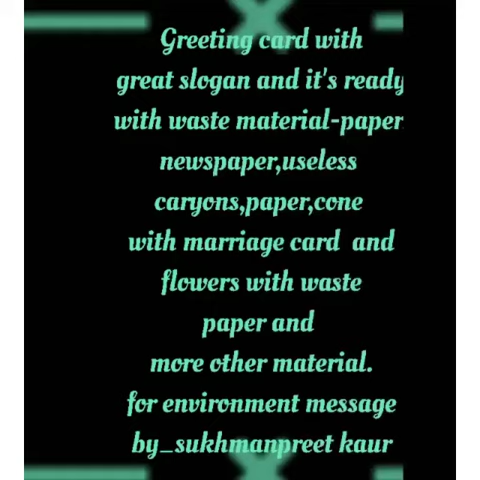 Greeting card with
great slogan and it's ready
with waste material-paper
newspaper,useless
caryons,paper,cone
with marriage card and
flowers with waste
paper and
more other material.
for environment message
by_sukhmanpreet kaur